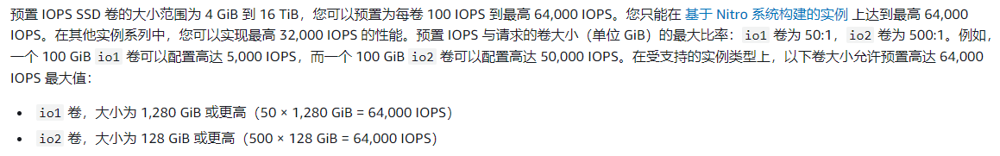 预置 IOPS SSD 卷的大小范围为 4 GiB 到 16 TiB，您可以预置为每卷 100 IOPS 到最高 64,000 IOPS。您只能在 基于 Nitro 系统构建的实例 上达到最高 64,000
IOPS。在其他实例系列中，您可以实现最高 32,000 IOPS 的性能。预置 IOPS 与请求的卷大小（单位 GiB）的最大比率：io1 卷为 50:1，io2 卷为 500:1。例如，
一个 100 GiB io1 卷可以配置高达 5,000 IOPS，而一个 100 GiB io2 卷可以配置高达 50,000 IOPS。在受支持的实例类型上，以下卷大小允许预置高达 64,000
IOPS 最大值：
• io1 卷，大小为 1,280 GiB 或更高（50 × 1,280 GiB = 64,000 IOPS）
• io2 卷，大小为 128 GiB 或更高（500 × 128 GiB = 64,000 IOPS）